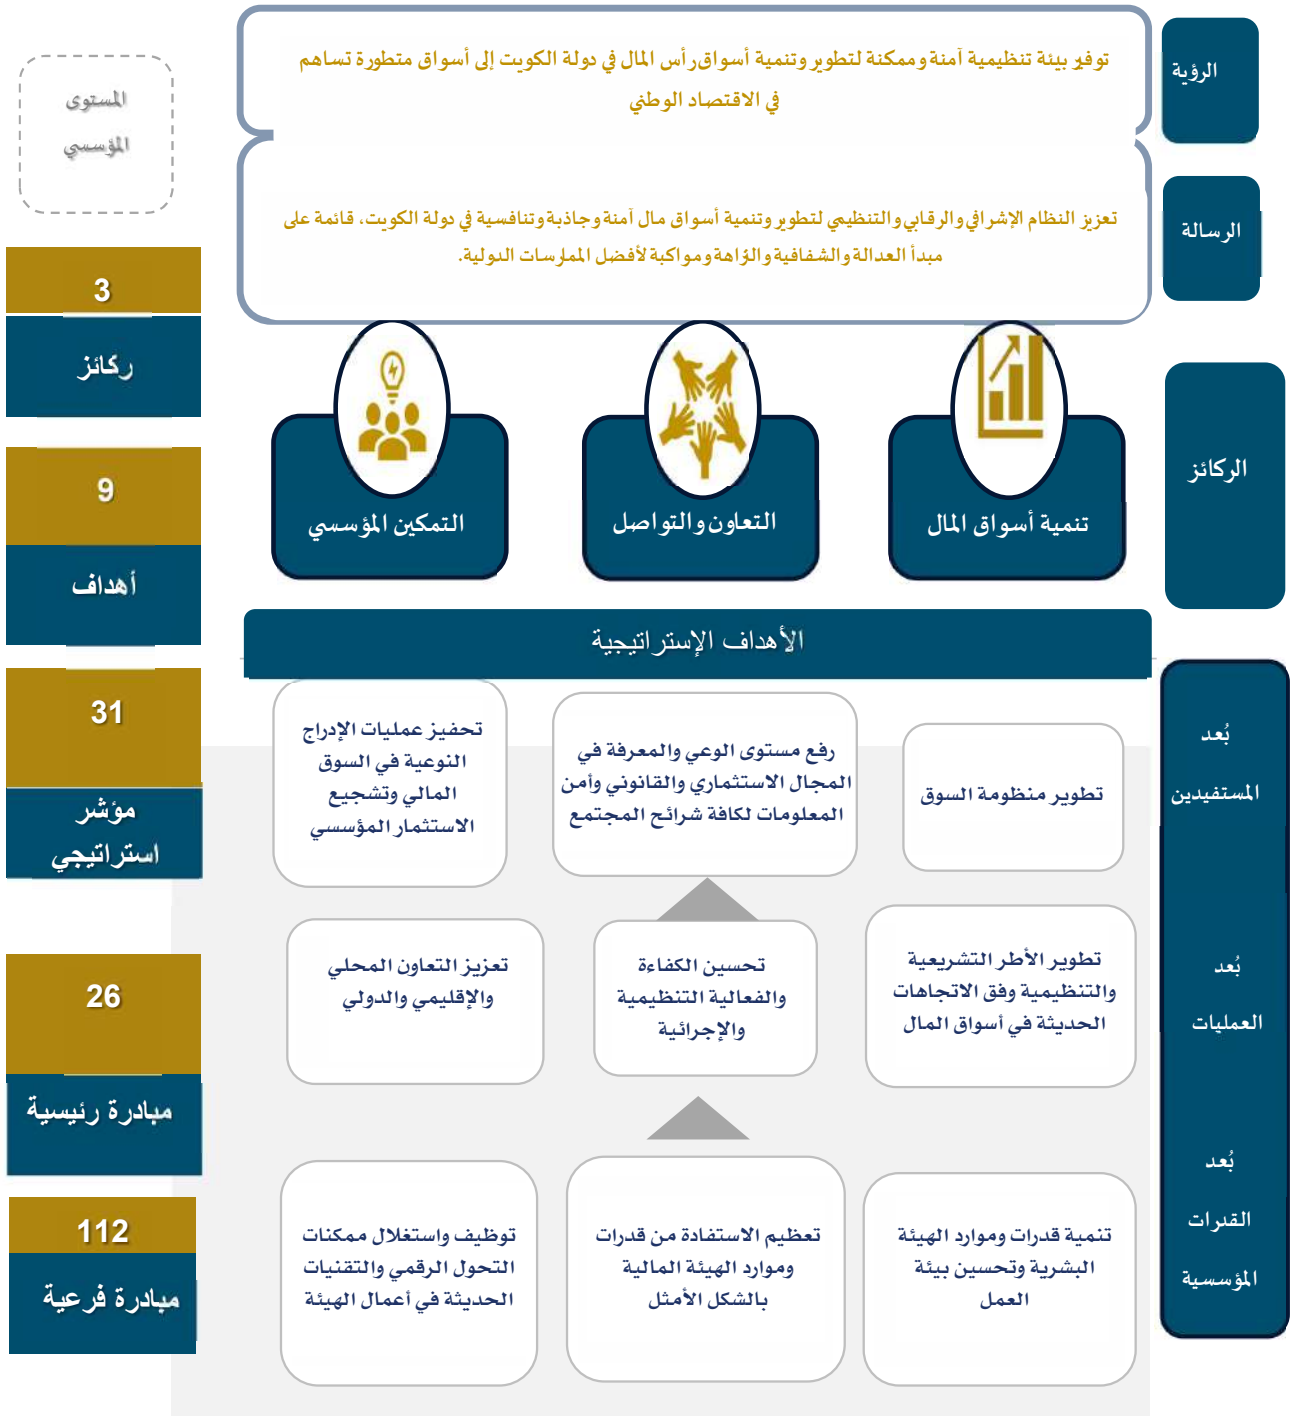 الرؤية
توفير بيئة تنظيمية آمنة وممكنة لتطوير وتنمية أسواق رأس المال في دولة الكويت إلى أسواق متطورة تساهم
في الاقتصاد الوطني
الرسالة
تعزيز النظام الإشرافي والرقابي والتنظيمي لتطوير وتنمية أسواق مال آمنة وجاذبة وتنافسية في دولة الكويت، قائمة على
مبدأ العدالة والشفافية والنزاهة ومواكبة لأفضل الممارسات الدولية.
الركائز
تنمية أسواق المال
التعاون والتواصل
التمكين المؤسسي
الأهداف الإستراتيجية
بُعد
المستفيدين
تطوير منظومة السوق
رفع مستوى الوعي والمعرفة في
المجال الاستثماري والقانوني وأمن
المعلومات لكافة شرائح المجتمع
تحفيز عمليات الإدراج
النوعية في السوق
المالي وتشجيع
الاستثمار المؤسسي
بُعد
العمليات
تطوير الأطر التشريعية
والتنظيمية وفق الاتجاهات
الحديثة في أسواق المال
تحسين الكفاءة
والفعالية التنظيمية
والإجرائية
تعزيز التعاون المحلي
والإقليمي والدولي
بُعد
القدرات
المؤسسية
تنمية قدرات وموارد الهيئة
البشرية وتحسين بيئة
العمل
تعظيم الاستفادة من قدرات
وموارد الهيئة المالية
بالشكل الأمثل
توظيف واستغلال ممكنات
التحول الرقمي والتقنيات
الحديثة في أعمال الهيئة
المستوى
المؤسسي
3
ركائز
9
أهداف
31
مؤشر
استراتيجي
26
مبادرة رئيسية
112
مبادرة فرعية